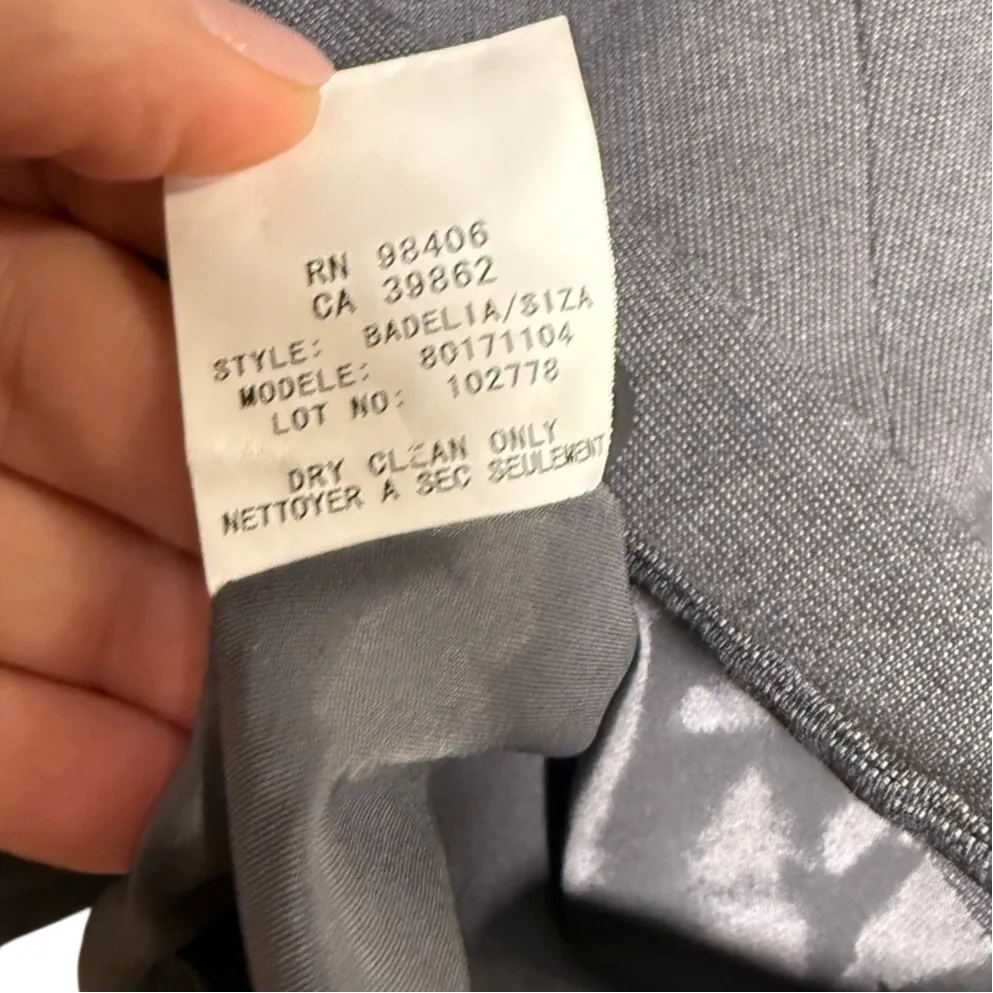 RN 98406
CA 39862
STYLE: BADELIA/SIZA
MODELE: 80171104
LOT NO: 102778
DRY CLEAN ONLY
NETTOYER A SEC SEULEMENT